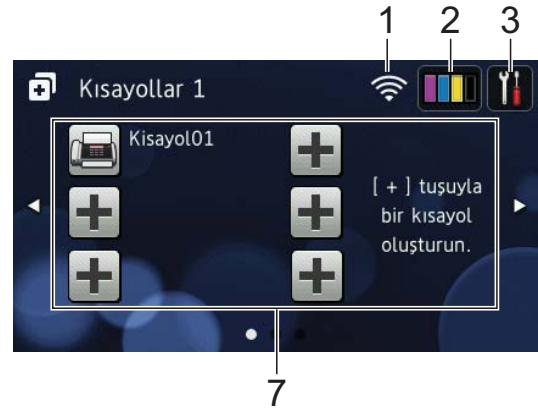 1 2 3
Kısayollar 1
Kisayol01
[ + ] tuşuyla
bir kısayol
oluşturun.
7